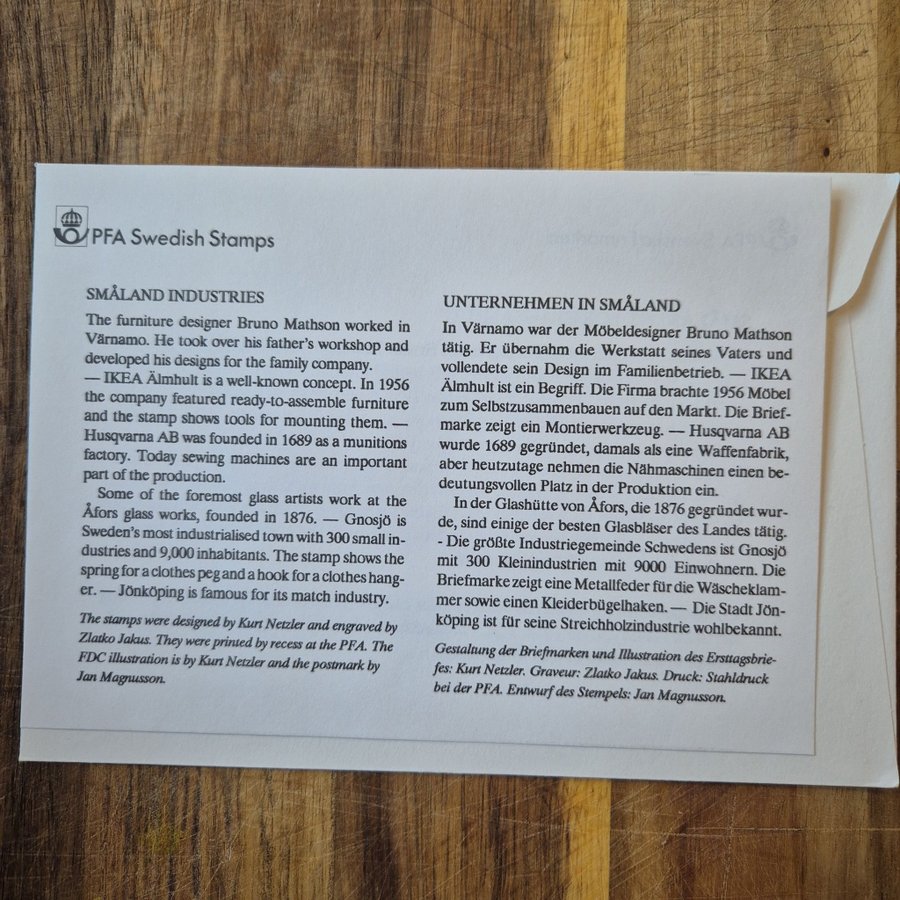 PFA Swedish Stamps
SMÅLAND INDUSTRIES
The furniture designer Bruno Mathson worked in
Värnamo. He took over his father's workshop and
developed his designs for the family company.
— IKEA Älmhult is a well-known concept. In 1956
the company featured ready-to-assemble furniture
and the stamp shows tools for mounting them. —
Husqvarna AB was founded in 1689 as a munitions
factory. Today sewing machines are an important
part of the production.
Some of the foremost glass artists work at the
Åfors glass works, founded in 1876. — Gnosjö is
Sweden's most industrialised town with 300 small in-
dustries and 9,000 inhabitants. The stamp shows the
spring for a clothes peg and a hook for a clothes hang-
er. — Jönköping is famous for its match industry.
The stamps were designed by Kurt Netzler and engraved by
Zlatko Jakus. They were printed by recess at the PFA. The
FDC illustration is by Kurt Netzler and the postmark by
Jan Magnusson.
UNTERNEHMEN IN SMÅLAND
In Värnamo war der Möbeldesigner Bruno Mathson
tätig. Er übernahm die Werkstatt seines Vaters und
vollendete sein Design im Familienbetrieb. — IKEA
Älmhult ist ein Begriff. Die Firma brachte 1956 Möbel
zum Selbstzusammenbauen auf den Markt. Die Brief-
marke zeigt ein Montierwerkzeug. — Husqvarna AB
wurde 1689 gegründet, damals als eine Waffenfabrik,
aber heutzutage nehmen die Nähmaschinen einen be-
deutungsvollen Platz in der Produktion ein.
In der Glashütte von Åfors, die 1876 gegründet wur-
de, sind einige der besten Glasbläser des Landes tätig.
- Die größte Industriegemeinde Schwedens ist Gnosjö
mit 300 Kleinindustrien mit 9000 Einwohnern. Die
Briefmarke zeigt eine Metallfeder für die Wäscheklam-
mer sowie einen Kleiderbügelhaken. — Die Stadt Jön-
köping ist für seine Streichholzindustrie wohlbekannt.
Gestaltung der Briefmarken und Illustration des Ersttagsbrie-
fes: Kurt Netzler. Graveur: Zlatko Jakus. Druck: Stahldruck
bei der PFA. Entwurf des Stempels: Jan Magnusson.